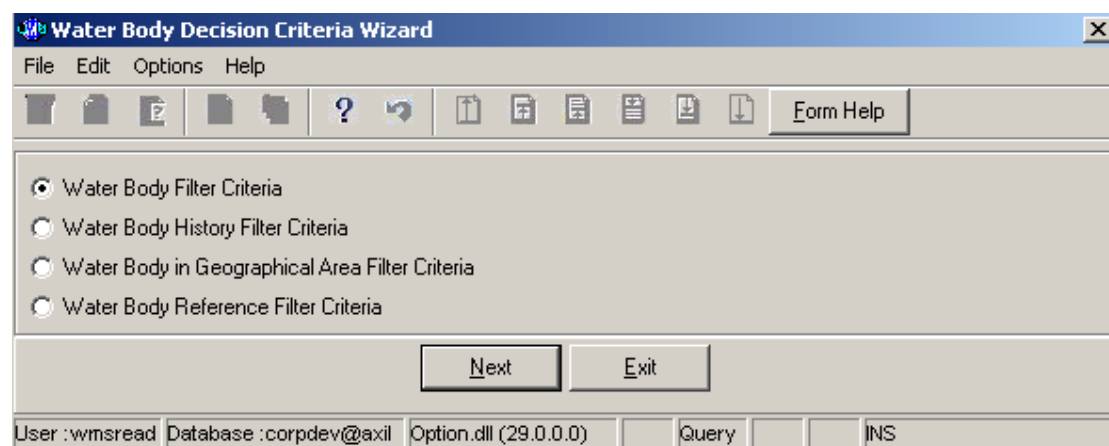 Water Body Decision Criteria Wizard
File Edit Options Help
Form Help
Water Body Filter Criteria
Water Body History Filter Criteria
Water Body in Geographical Area Filter Criteria
Water Body Reference Filter Criteria
Next Exit
User :wmsread Database :corpdev@axil Option.dll (29.0.0.0) Query INS